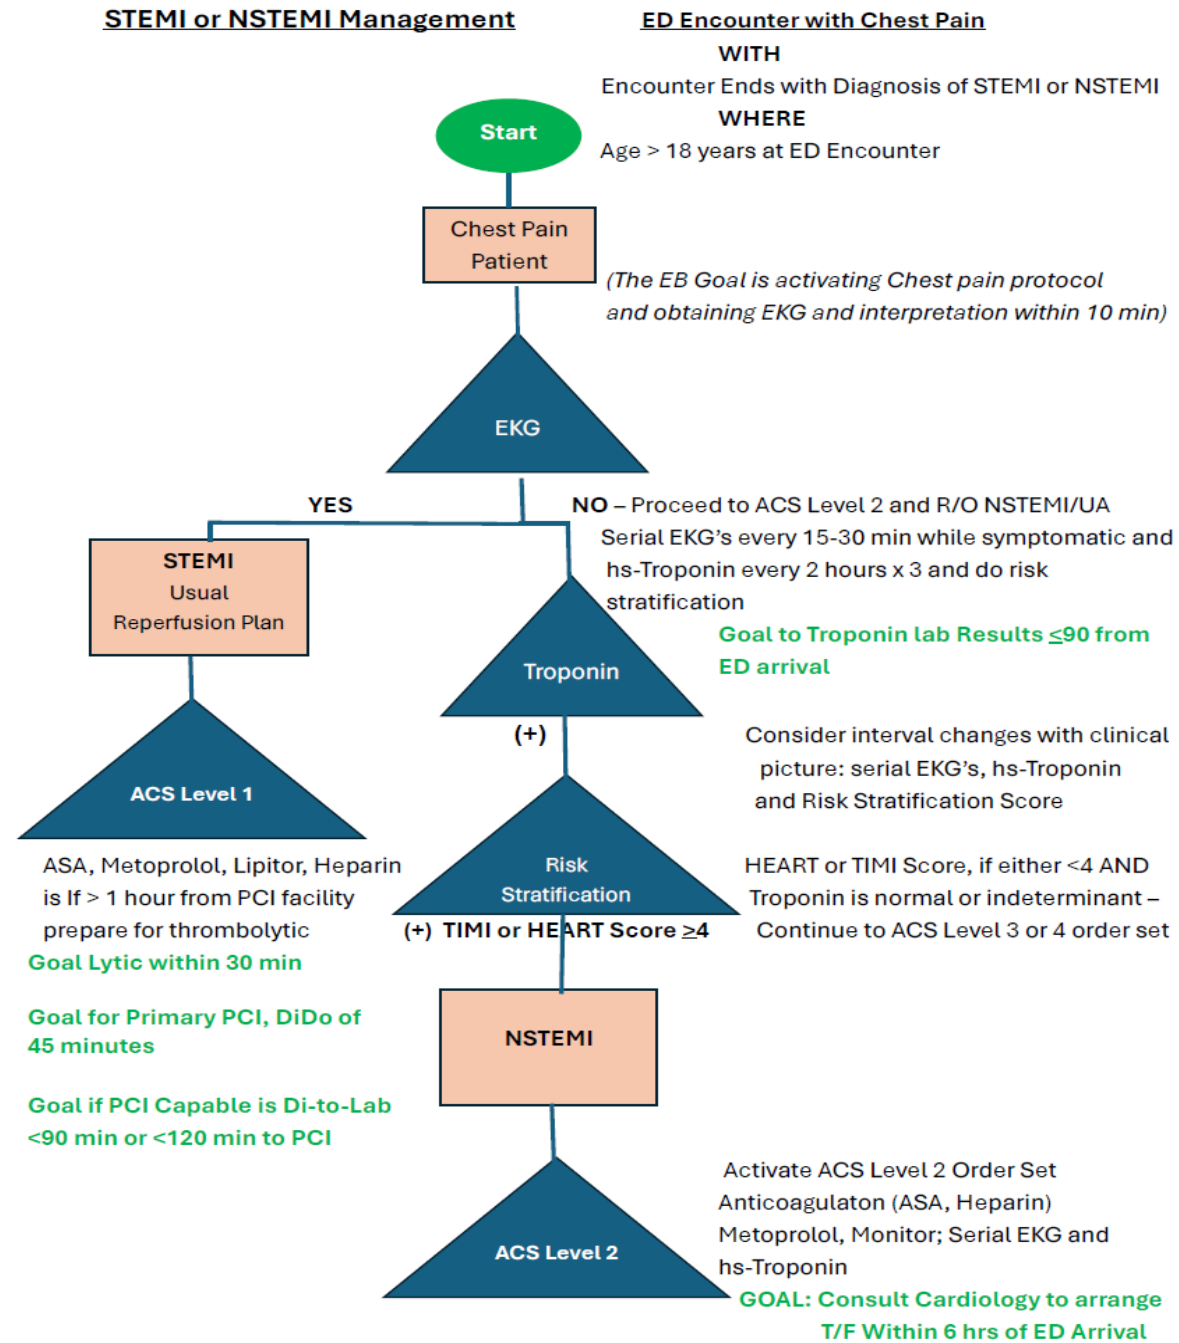 STEMI or NSTEMI Management
ED Encounter with Chest Pain
WITH
Encounter Ends with Diagnosis of STEMI or NSTEMI
WHERE
Age > 18 years at ED Encounter
Start
Chest Pain
Patient
(The EB Goal is activating Chest pain protocol
and obtaining EKG and interpretation within 10 min)
EKG
YES
NO – Proceed to ACS Level 2 and R/O NSTEMI/UA
Serial EKG's every 15-30 min while symptomatic and
hs-Troponin every 2 hours x 3 and do risk
stratification
STEMI
Usual
Reperfusion Plan
Goal to Troponin lab Results ≤90 from
ED arrival
Troponin
(+)
Consider interval changes with clinical
picture: serial EKG's, hs-Troponin
and Risk Stratification Score
ACS Level 1
ASA, Metoprolol, Lipitor, Heparin
is If > 1 hour from PCI facility
prepare for thrombolytic
Goal Lytic within 30 min
Goal for Primary PCI, DiDo of
45 minutes
Goal if PCI Capable is Di-to-Lab
<90 min or <120 min to PCI
Risk
Stratification
HEART or TIMI Score, if either <4 AND
Troponin is normal or indeterminant –
Continue to ACS Level 3 or 4 order set
(+) TIMI or HEART Score ≥4
NSTEMI
ACS Level 2
Activate ACS Level 2 Order Set
Anticoagulaton (ASA, Heparin)
Metoprolol, Monitor; Serial EKG and
hs-Troponin
GOAL: Consult Cardiology to arrange
T/F Within 6 hrs of ED Arrival